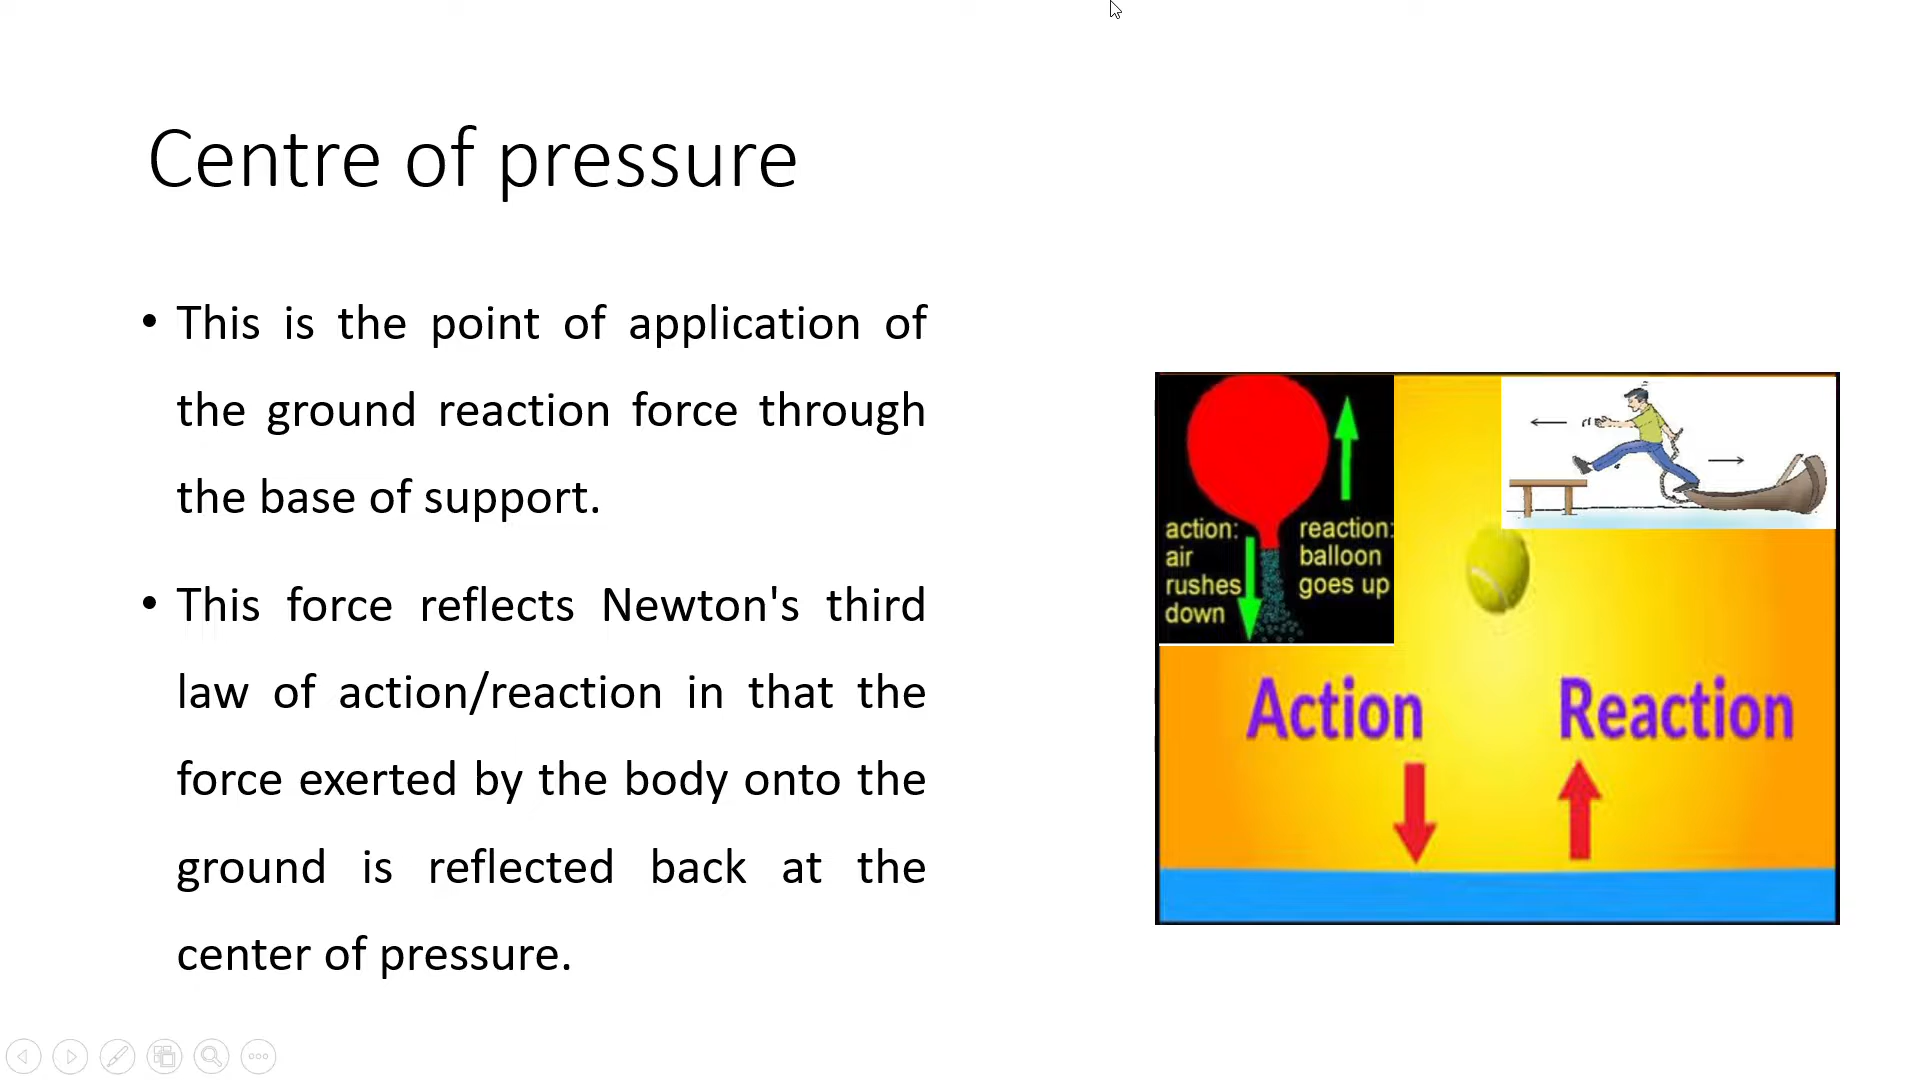 Centre of pressure
• This is the point of application of
the ground reaction force through
the base of support.
• This force reflects Newton's third
law of action/reaction in that the
force exerted by the body onto the
ground is reflected back at the
center of pressure.
action:
air
rushes
down
reaction:
balloon
goes up
Action
Reaction